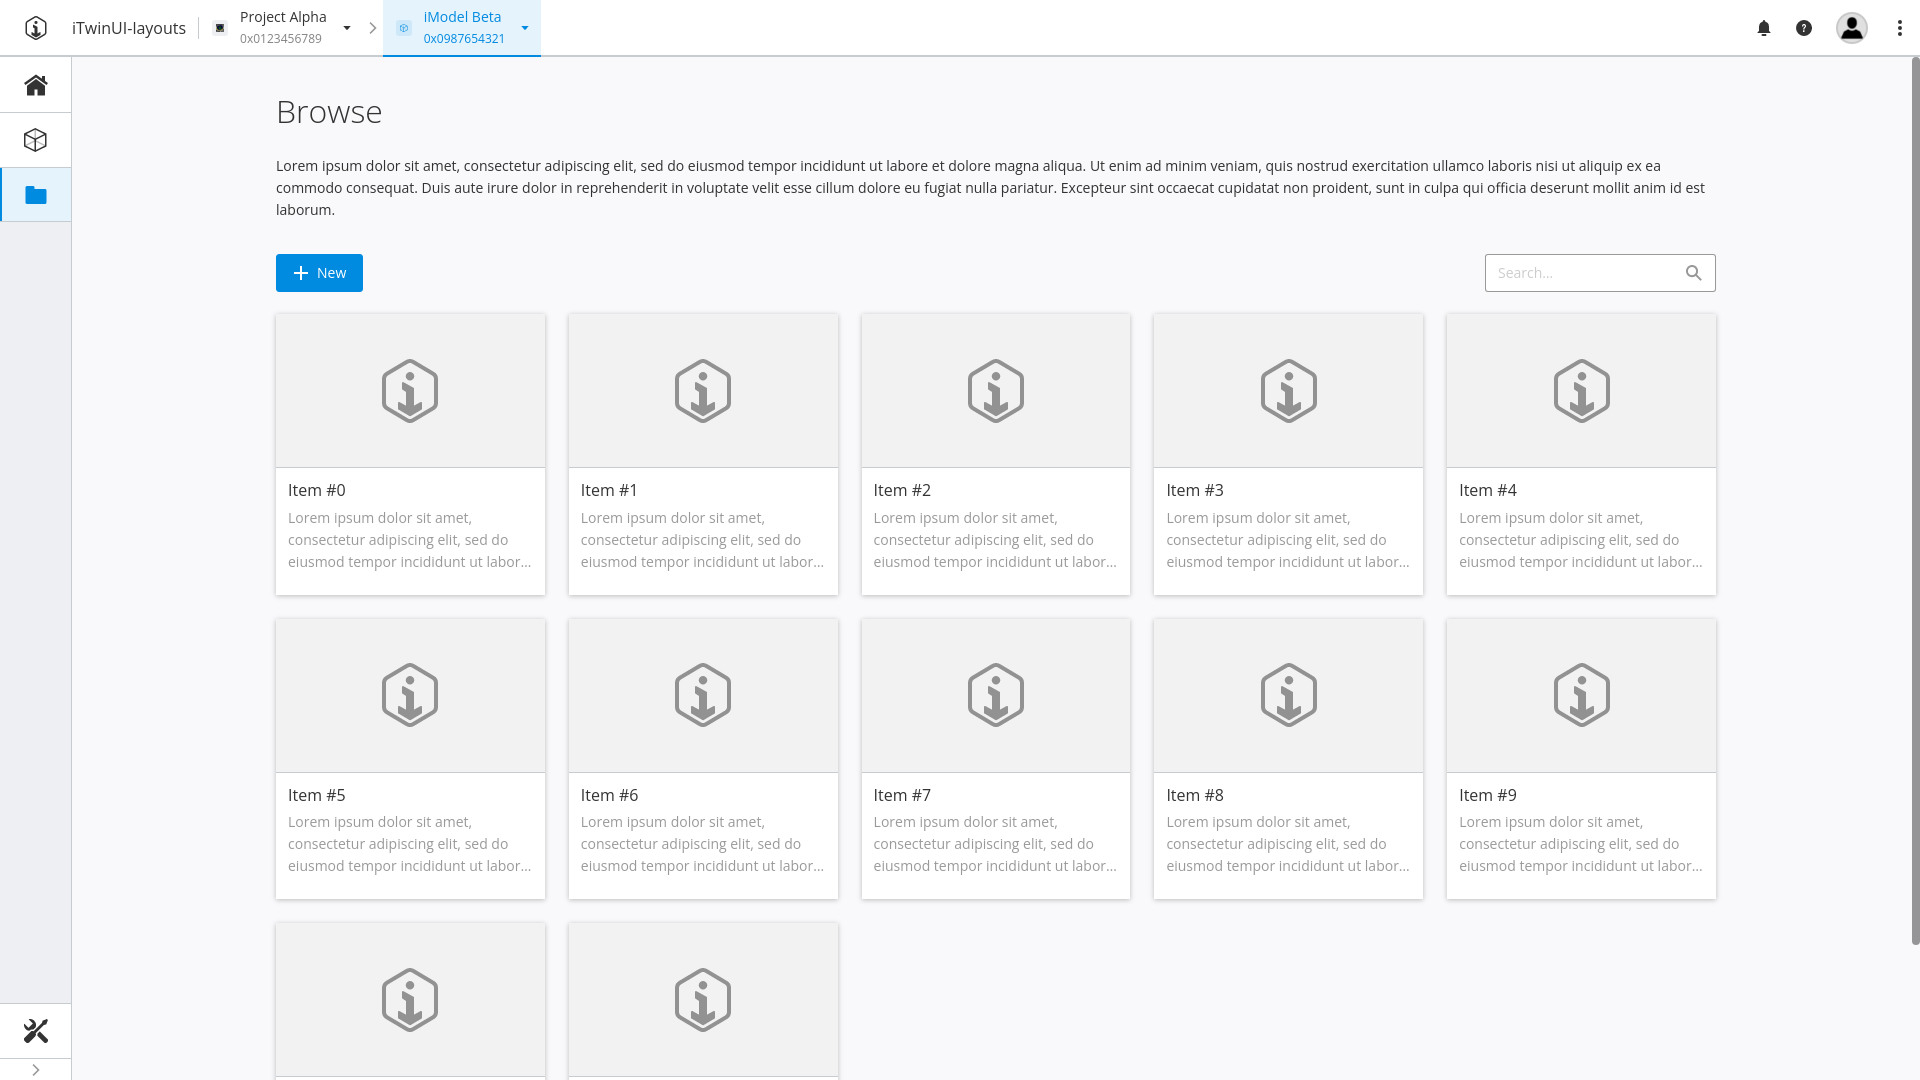 iTwinUI-layouts
Project Alpha
0x0123456789
iModel Beta
0x0987654321
Browse
Lorem ipsum dolor sit amet, consectetur adipiscing elit, sed do eiusmod tempor incididunt ut labore et dolore magna aliqua. Ut enim ad minim veniam, quis nostrud exercitation ullamco laboris nisi ut aliquip ex ea
commodo consequat. Duis aute irure dolor in reprehenderit in voluptate velit esse cillum dolore eu fugiat nulla pariatur. Excepteur sint occaecat cupidatat non proident, sunt in culpa qui officia deserunt mollit anim id est
laborum.
New
Search...
Item #0
Lorem ipsum dolor sit amet,
consectetur adipiscing elit, sed do
eiusmod tempor incididunt ut labor...
Item #1
Lorem ipsum dolor sit amet,
consectetur adipiscing elit, sed do
eiusmod tempor incididunt ut labor...
Item #2
Lorem ipsum dolor sit amet,
consectetur adipiscing elit, sed do
eiusmod tempor incididunt ut labor...
Item #3
Lorem ipsum dolor sit amet,
consectetur adipiscing elit, sed do
eiusmod tempor incididunt ut labor...
Item #4
Lorem ipsum dolor sit amet,
consectetur adipiscing elit, sed do
eiusmod tempor incididunt ut labor...
Item #5
Lorem ipsum dolor sit amet,
consectetur adipiscing elit, sed do
eiusmod tempor incididunt ut labor...
Item #6
Lorem ipsum dolor sit amet,
consectetur adipiscing elit, sed do
eiusmod tempor incididunt ut labor...
Item #7
Lorem ipsum dolor sit amet,
consectetur adipiscing elit, sed do
eiusmod tempor incididunt ut labor...
Item #8
Lorem ipsum dolor sit amet,
consectetur adipiscing elit, sed do
eiusmod tempor incididunt ut labor...
Item #9
Lorem ipsum dolor sit amet,
consectetur adipiscing elit, sed do
eiusmod tempor incididunt ut labor...